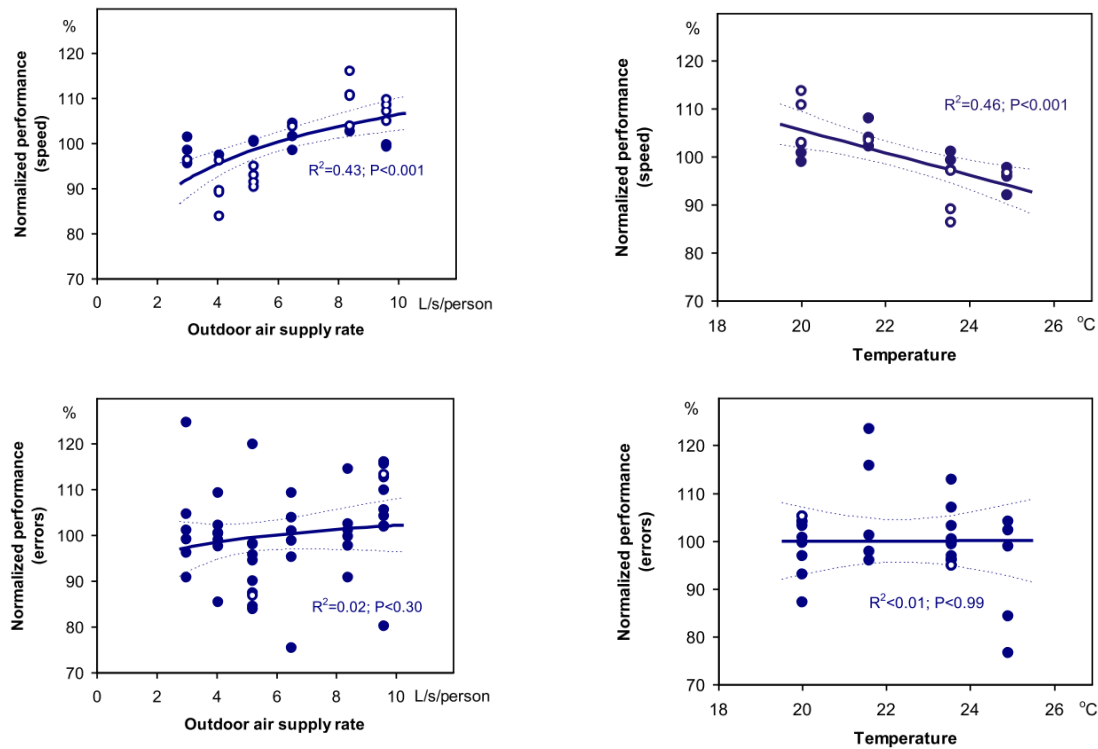 %
120
110
100
90
80
70
0 2 4 6 8 10 L/s/person
Outdoor air supply rate
Normalized performance
(speed)
R²=0.43; P<0.001
%
120
110
100
90
80
70
18 20 22 24 26 °C
Temperature
Normalized performance
(speed)
R²=0.46; P<0.001
%
120
110
100
90
80
70
0 2 4 6 8 10 L/s/person
Outdoor air supply rate
Normalized performance
(errors)
R²=0.02; P<0.30
%
120
110
100
90
80
70
18 20 22 24 26 °C
Temperature
Normalized performance
(errors)
R²<0.01; P<0.99